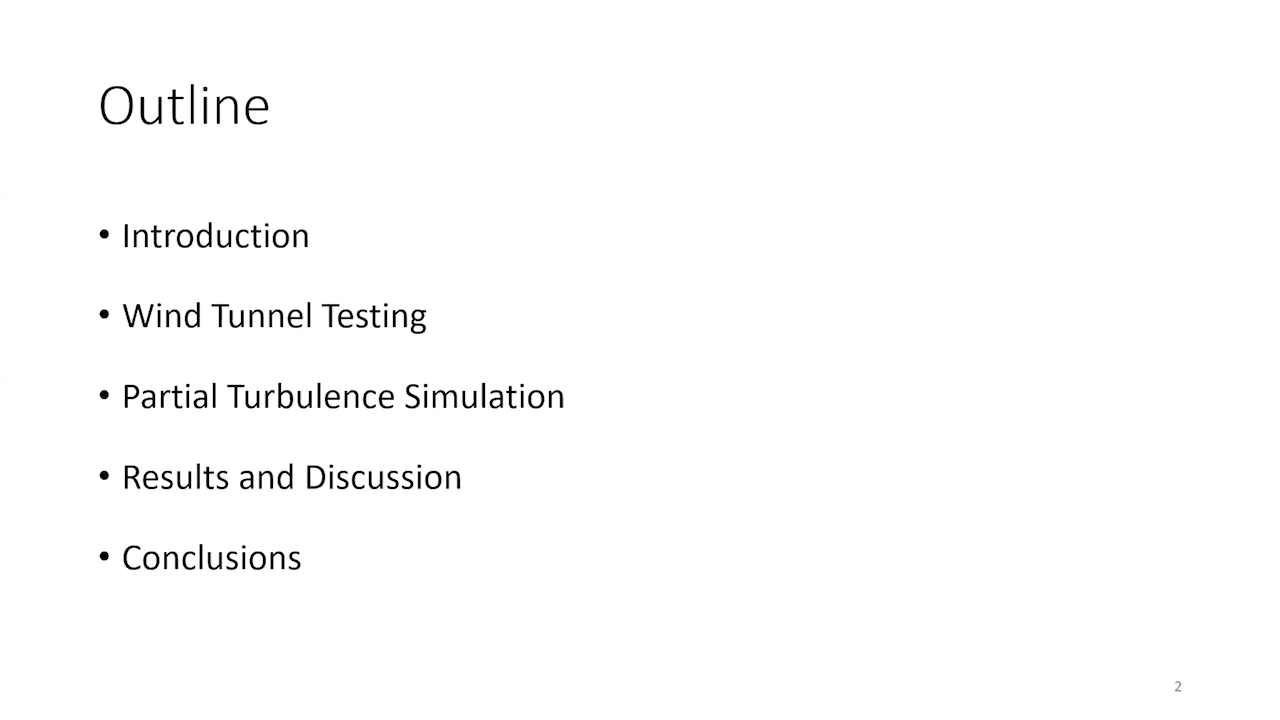 Outline
• Introduction
• Wind Tunnel Testing
• Partial Turbulence Simulation
• Results and Discussion
• Conclusions
2